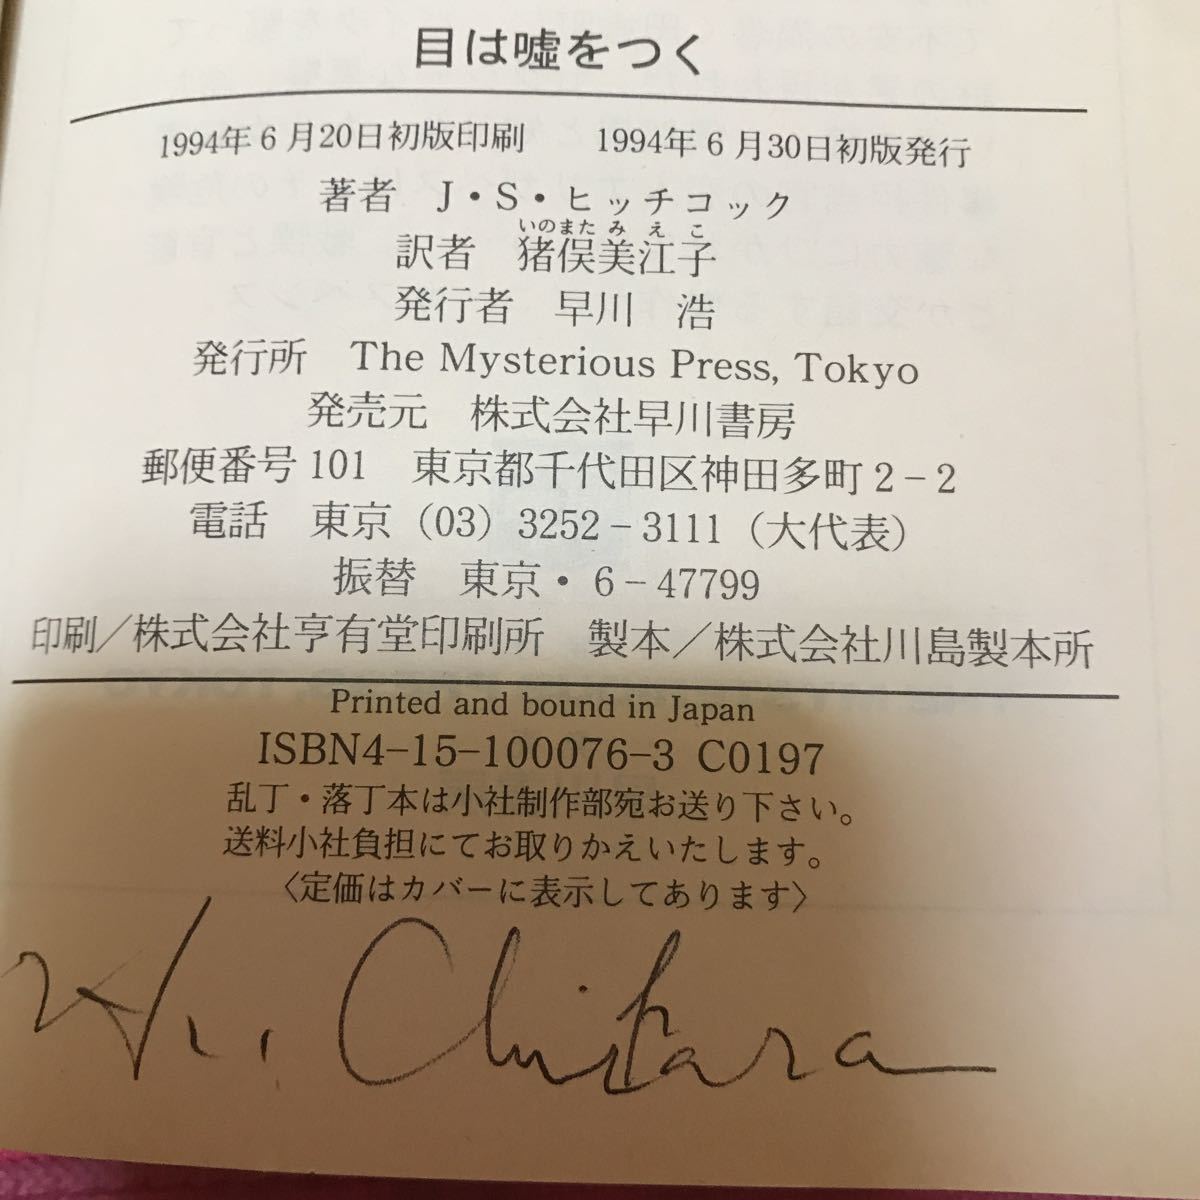 目は嘘をつく
1994年6月20日初版印刷　1994年6月30日初版発行
著者　J・S・ヒッチコック
いのまた み え こ
訳者　猪俣美江子
発行者　早川　浩
発行所　The Mysterious Press, Tokyo
発売元　株式会社早川書房
郵便番号101　東京都千代田区神田多町2－2
電話　東京（03）3252－3111（大代表）
振替　東京・6－47799
印刷／株式会社亨有堂印刷所　製本／株式会社川島製本所
Printed and bound in Japan
ISBN4-15-100076-3 C0197
乱丁・落丁本は小社制作部宛お送り下さい。
送料小社負担にてお取りかえいたします。
〈定価はカバーに表示してあります〉